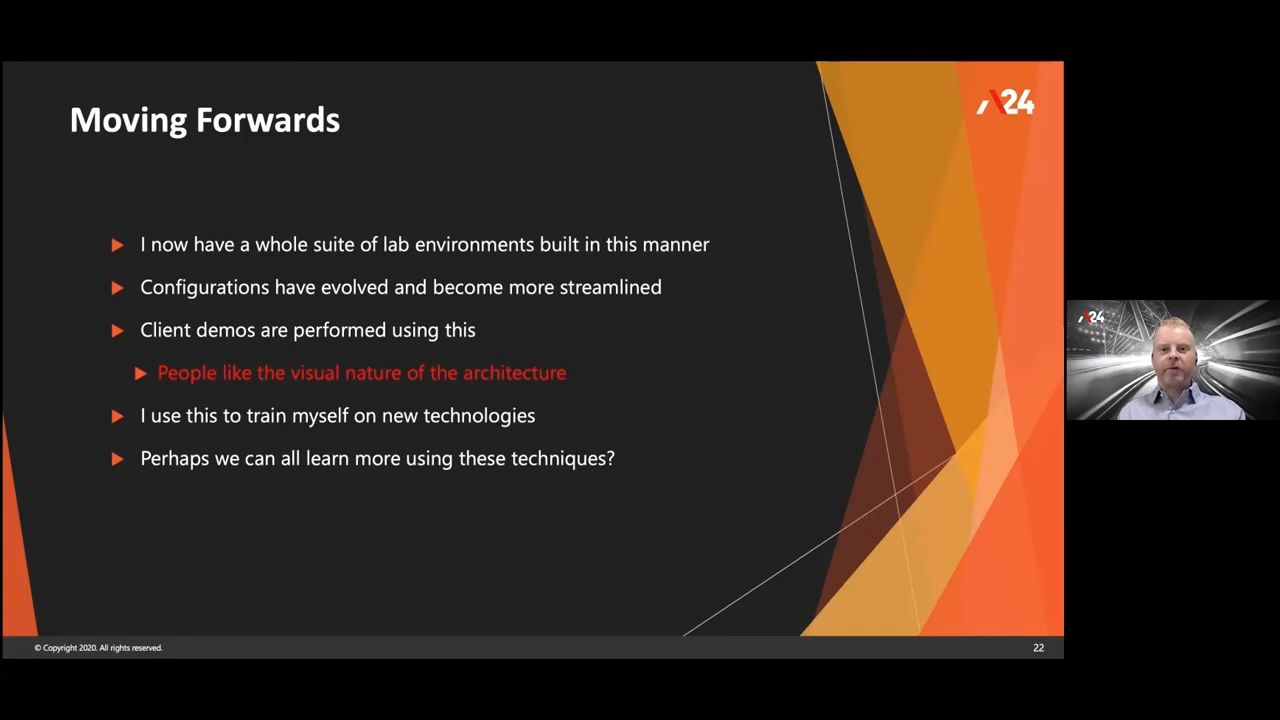 Moving Forwards
I now have a whole suite of lab environments built in this manner
Configurations have evolved and become more streamlined
Client demos are performed using this
People like the visual nature of the architecture
I use this to train myself on new technologies
Perhaps we can all learn more using these techniques?
© Copyright 2020. All rights reserved.
22
24
24